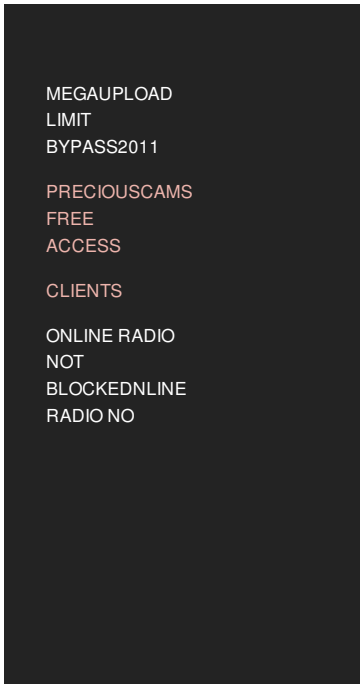 MEGAUPLOAD
LIMIT
BYPASS2011
PRECIOUSCAMS
FREE
ACCESS
CLIENTS
ONLINE RADIO
NOT
BLOCKEDNLINE
RADIO NO